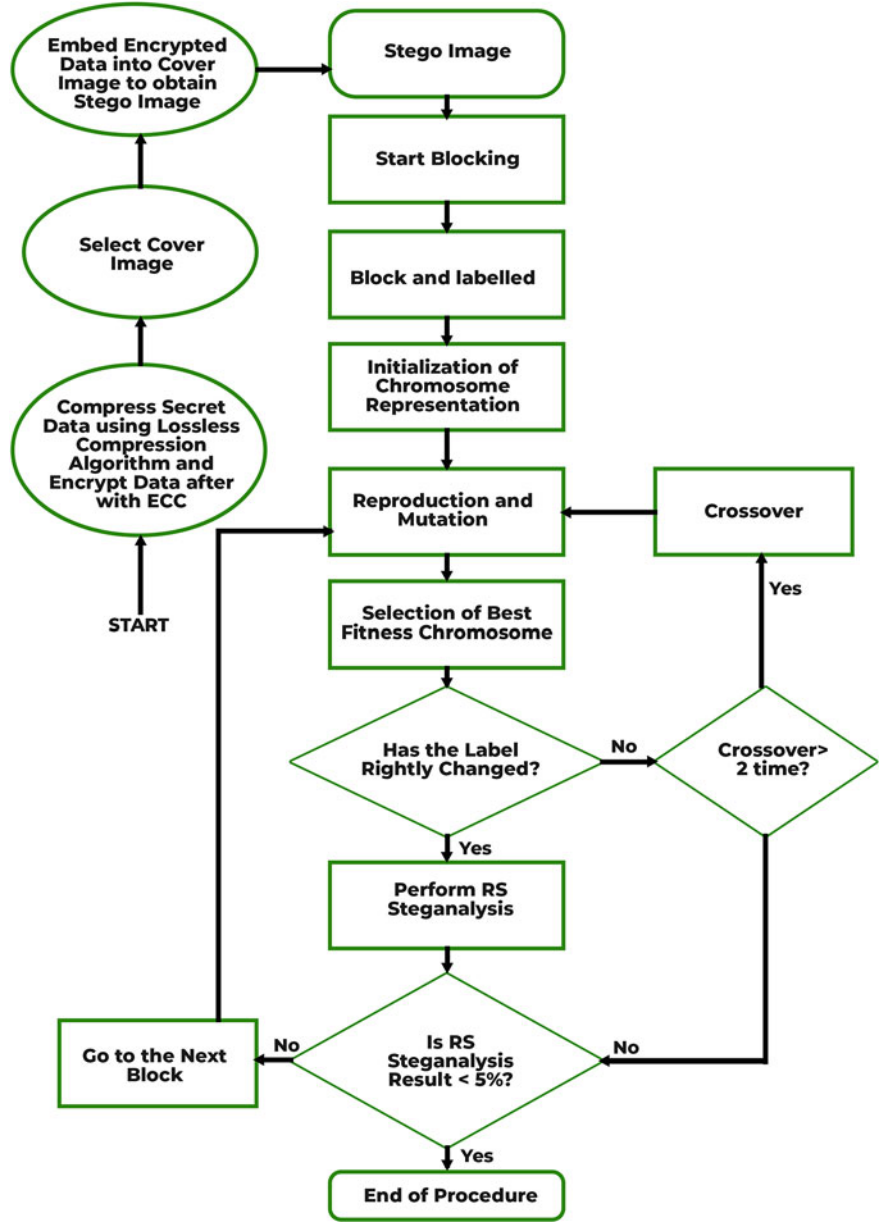 Embed Encrypted
Data into Cover
Image to obtain
Stego Image
Stego Image
Start Blocking
Select Cover
Image
Block and labelled
Initialization of
Chromosome
Representation
Compress Secret
Data using Lossless
Compression
Algorithm and
Encrypt Data after
with ECC
Reproduction and
Mutation
Crossover
START
Yes
Selection of Best
Fitness Chromosome
Has the Label
Rightly Changed?
No
Crossover>
2 time?
Yes
Perform RS
Steganalysis
Go to the Next
Block
No
Is RS
Steganalysis
Result < 5%?
No
Yes
End of Procedure